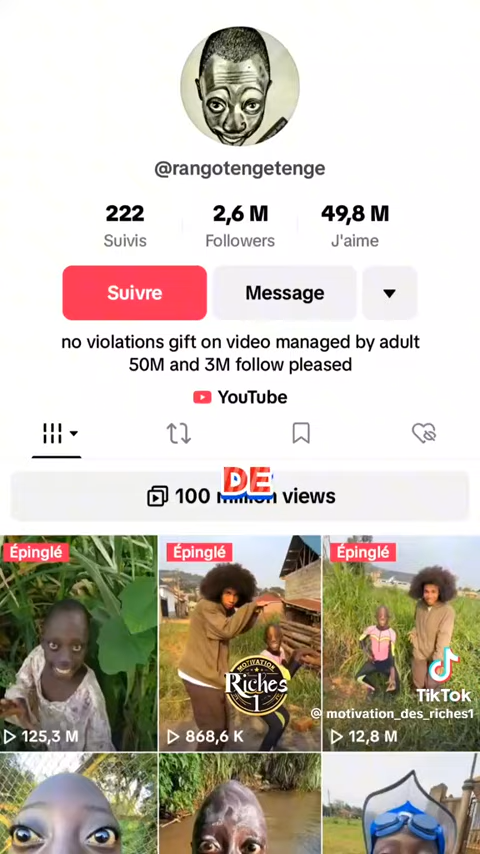 @rangotengetenge
222
2,6 M
49,8 M
Suivis
Followers
J'aime
Suivre
Message
no violations gift on video managed by adult
50M and 3M follow pleased
YouTube
DE
100 million views
Épinglé
Épinglé
Épinglé
MOTIVATION
Riches
1
TikTok
@motivation_des_riches1
125,3 M
868,6 K
12,8 M